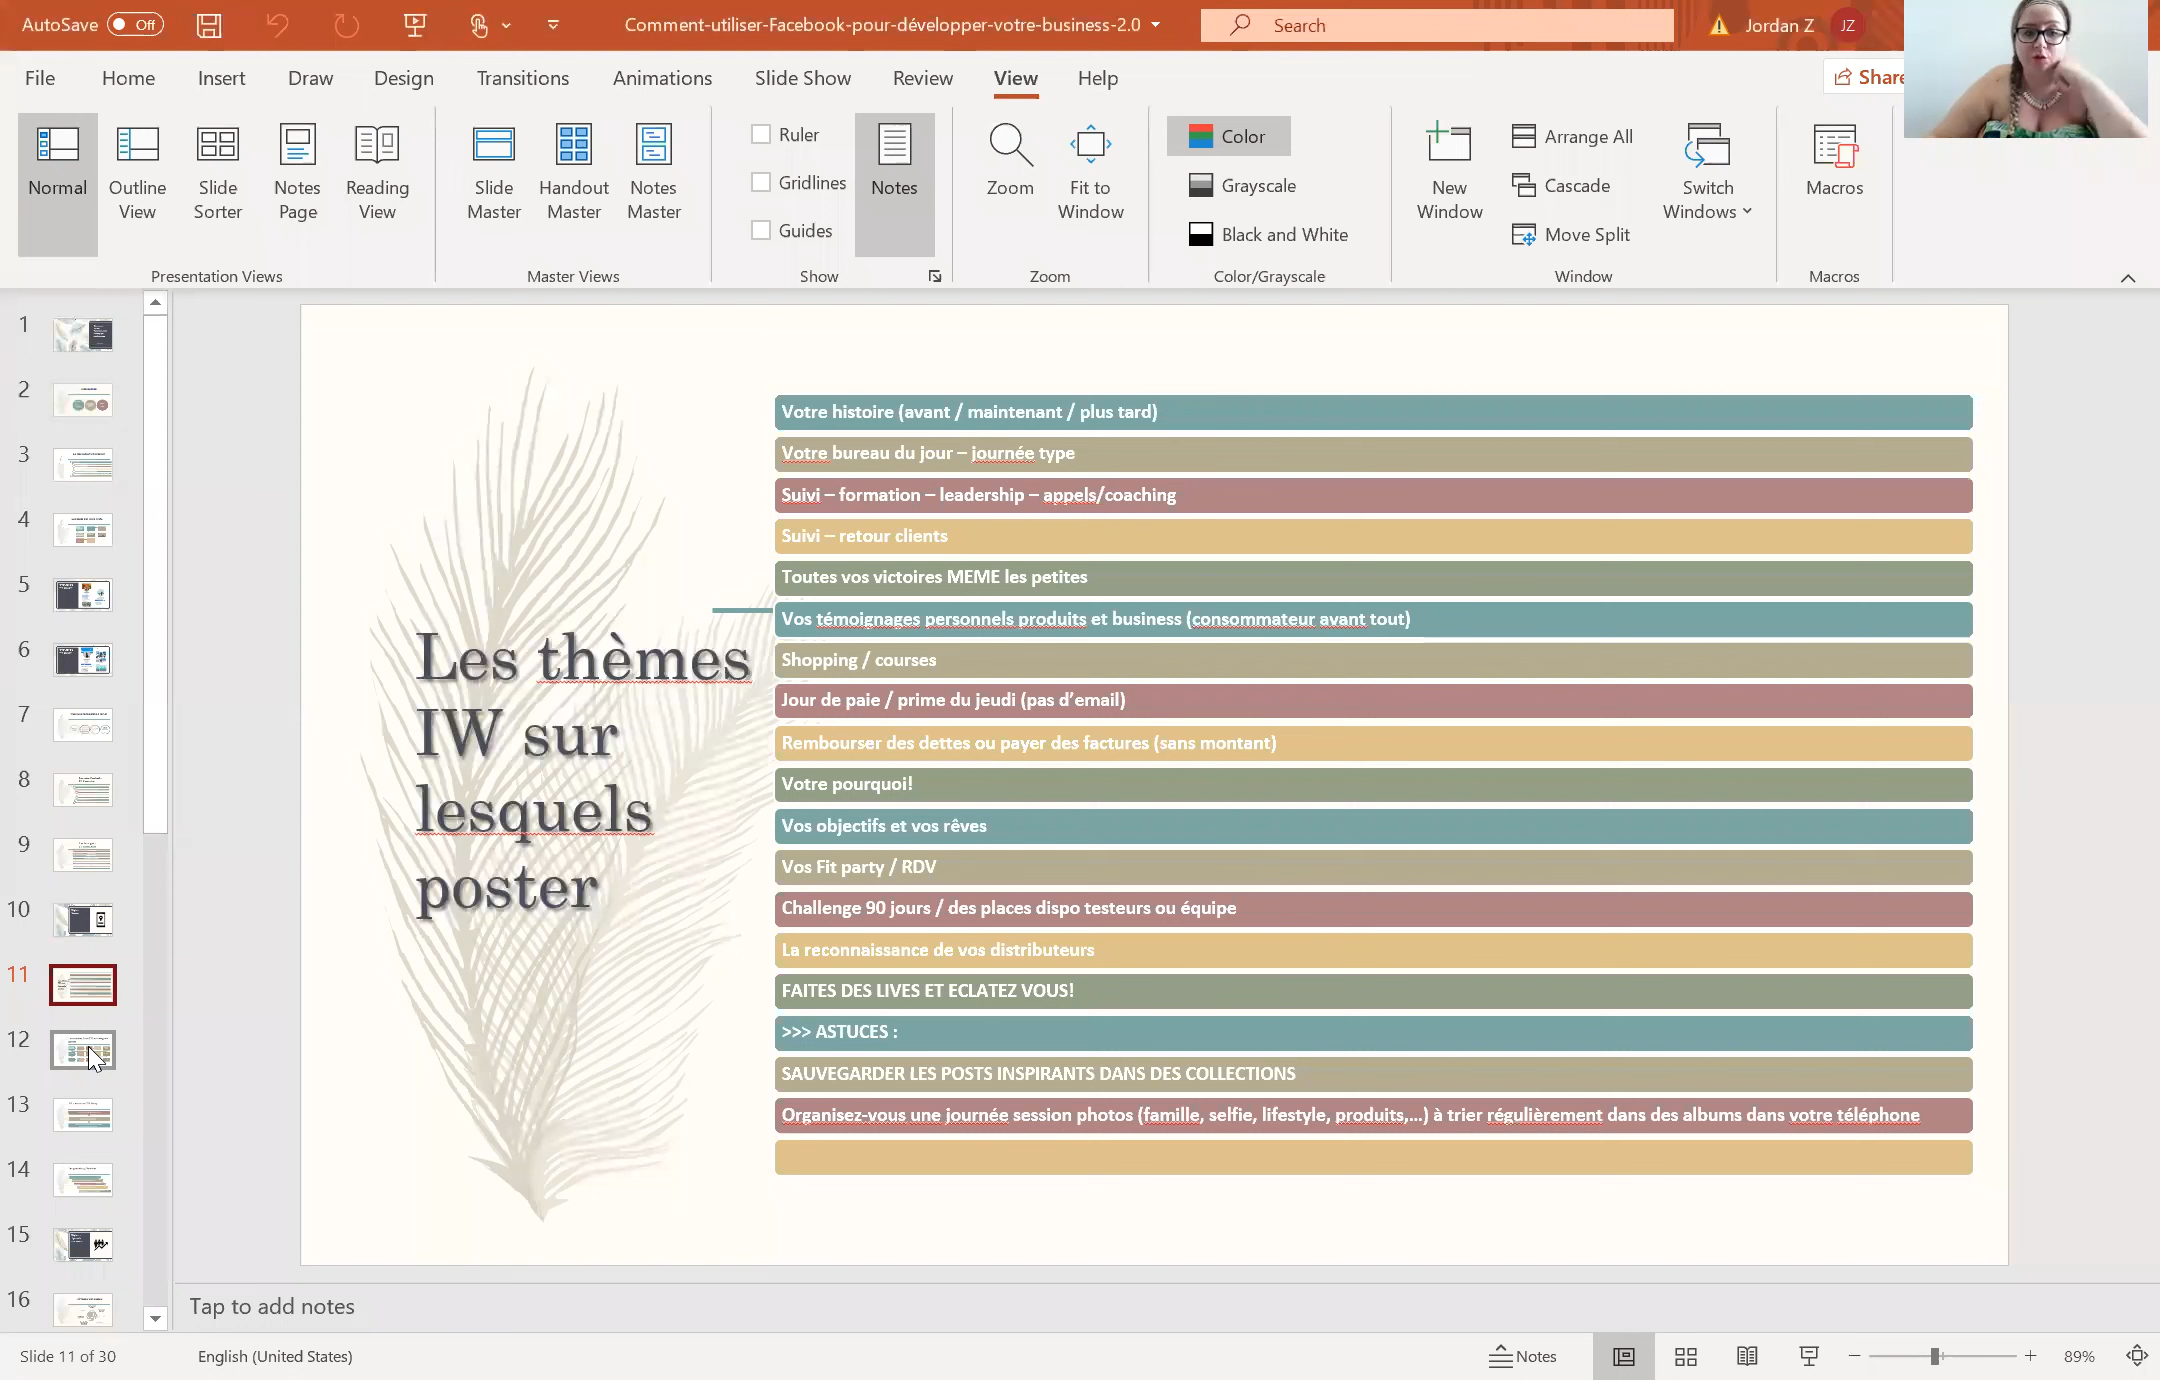 AutoSave Off
Comment-utiliser-Facebook-pour-développer-votre-business-2.0
Search
Jordan Z
JZ
File Home Insert Draw Design Transitions Animations Slide Show Review View Help
Share
Normal
Outline View
Slide Sorter
Notes Page
Reading View
Presentation Views
Slide Master
Handout Master
Notes Master
Master Views
Ruler
Gridlines
Guides
Notes
Show
Zoom
Fit to Window
Zoom
Color
Grayscale
Black and White
Color/Grayscale
New Window
Arrange All
Cascade
Move Split
Switch Windows
Window
Macros
Macros
1
2
3
4
5
6
7
8
9
10
11
12
13
14
15
16
Les thèmes
IW sur
lesquels
poster
Votre histoire (avant / maintenant / plus tard)
Votre bureau du jour – journée type
Suivi – formation – leadership – appels/coaching
Suivi – retour clients
Toutes vos victoires MEME les petites
Vos témoignages personnels produits et business (consommateur avant tout)
Shopping / courses
Jour de paie / prime du jeudi (pas d’email)
Rembourser des dettes ou payer des factures (sans montant)
Votre pourquoi!
Vos objectifs et vos rêves
Vos Fit party / RDV
Challenge 90 jours / des places dispo testeurs ou équipe
La reconnaissance de vos distributeurs
FAITES DES LIVES ET ECLATEZ VOUS!
>>> ASTUCES :
SAUVEGARDER LES POSTS INSPIRANTS DANS DES COLLECTIONS
Organisez-vous une journée session photos (famille, selfie, lifestyle, produits,...) à trier régulièrement dans des albums dans votre téléphone
Tap to add notes
Slide 11 of 30
English (United States)
Notes
89%